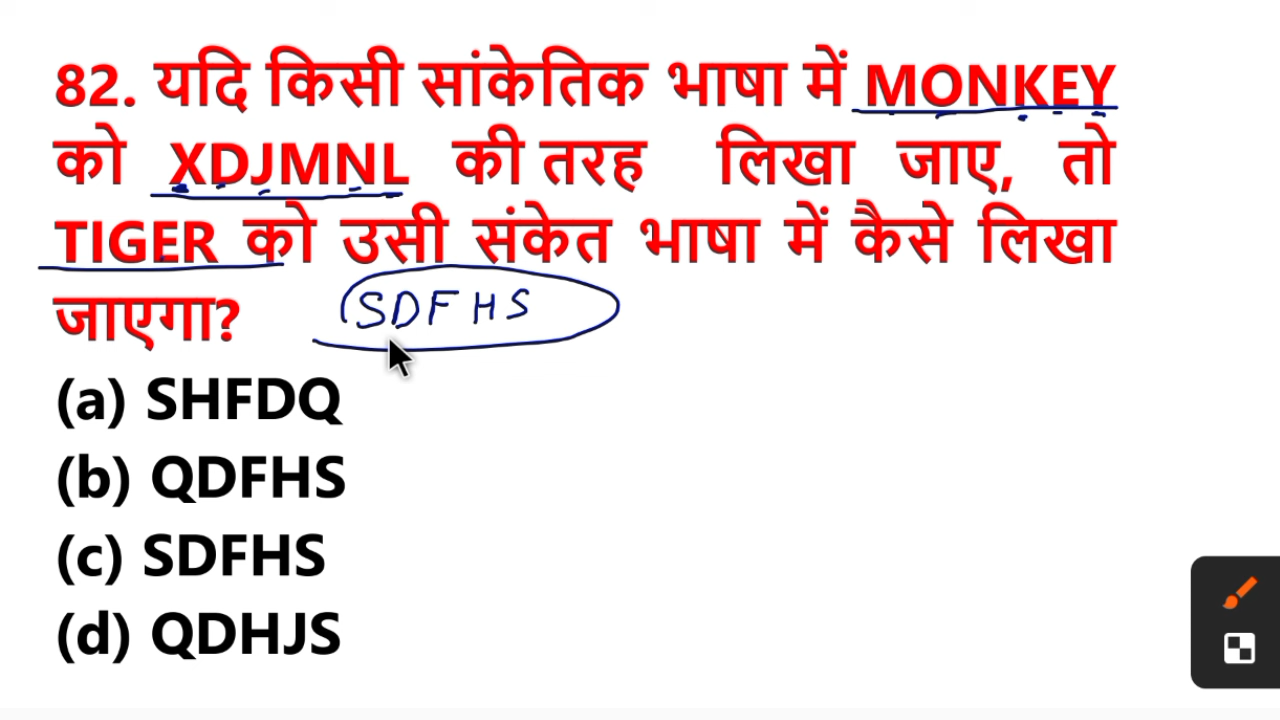 82. यदि किसी सांकेतिक भाषा में MONKEY
को XDJMNL की तरह लिखा जाए, तो
TIGER को उसी संकेत भाषा में कैसे लिखा
जाएगा? SDFHS
(a) SHFDQ
(b) QDFHS
(c) SDFHS
(d) QDHJS